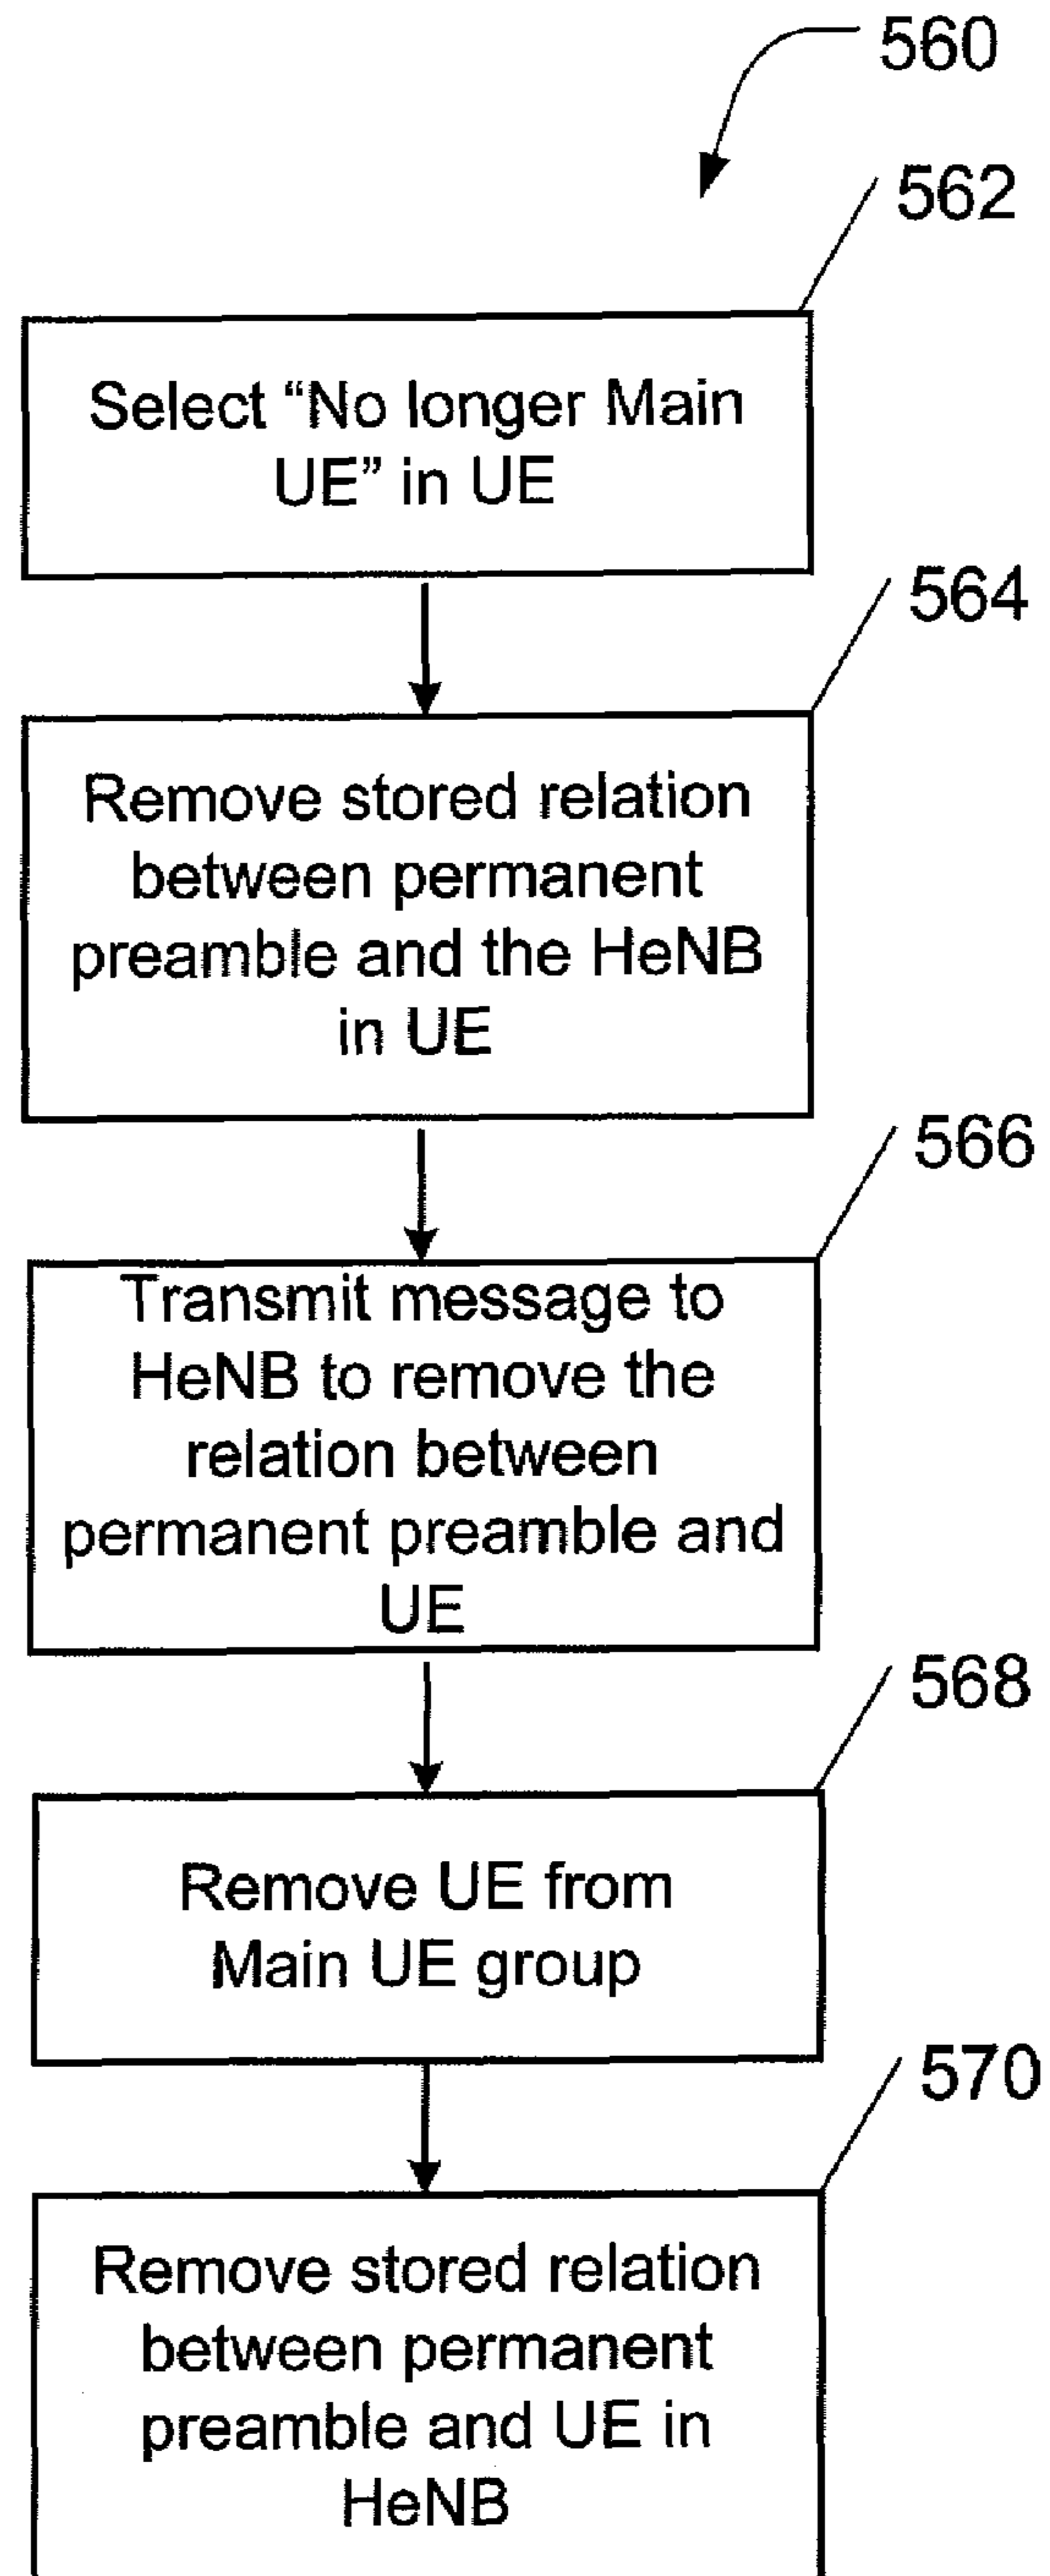 560
562
Select “No longer Main
UE” in UE
564
Remove stored relation
between permanent
preamble and the HeNB
in UE
566
Transmit message to
HeNB to remove the
relation between
permanent preamble and
UE
568
Remove UE from
Main UE group
570
Remove stored relation
between permanent
preamble and UE in
HeNB